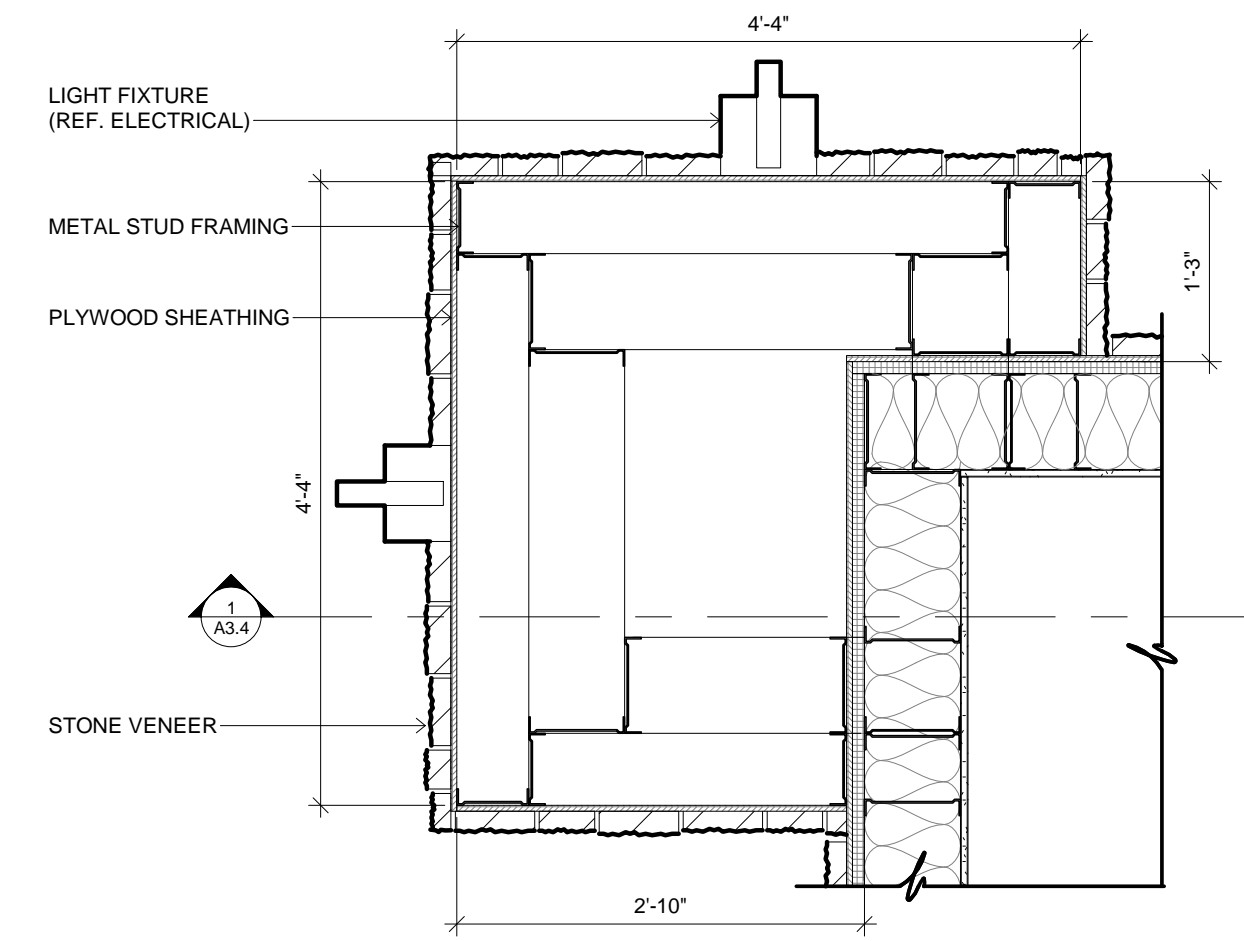 4'-4"
LIGHT FIXTURE
(REF. ELECTRICAL)
METAL STUD FRAMING
1'-3"
PLYWOOD SHEATHING
4'-4"
1
A3.4
STONE VENEER
2'-10"